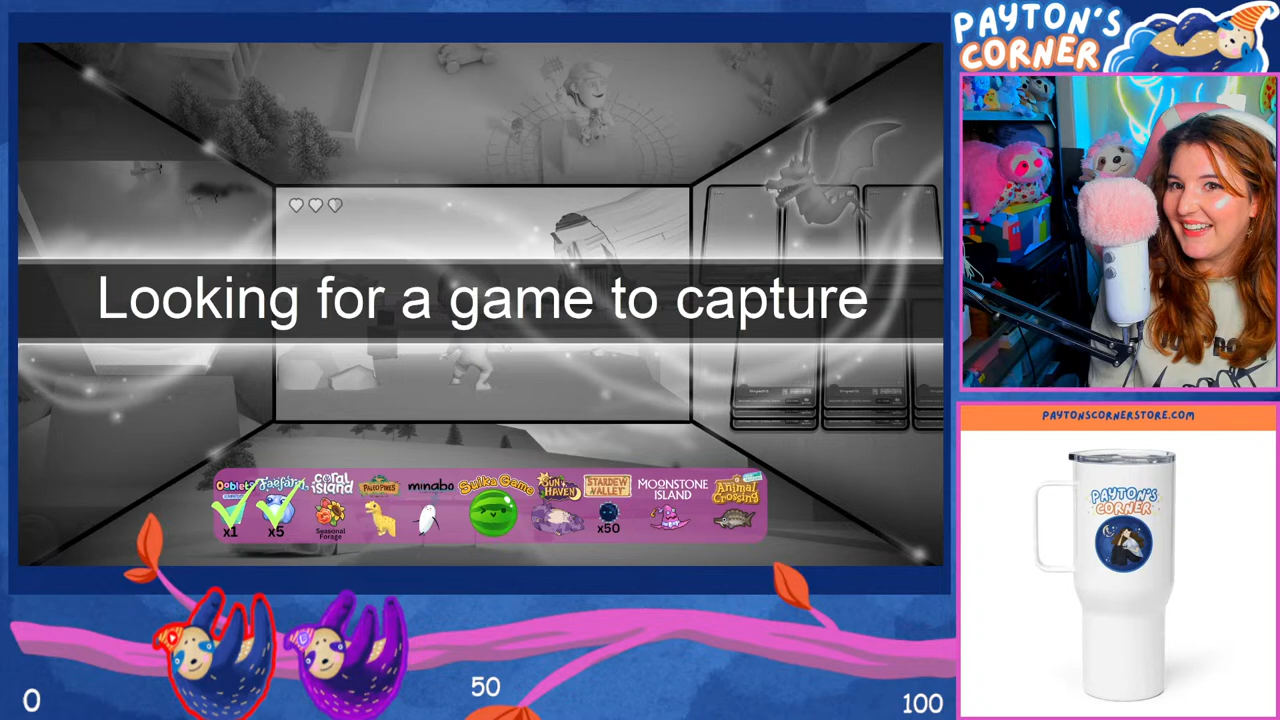 PAYTON'S
CORNER
Looking for a game to capture
PAYTONSCORNERSTORE.COM
PAYTON'S
CORNER
Ooblets
Faefarm
CORAL
ISLAND
PALEO PINES
minabo
Suika Game
SUN
HAVEN
STARDEW
VALLEY
MOONSTONE
ISLAND
Animal
Crossing
x1
x5
Seasonal
Forage
x50
0
50
100